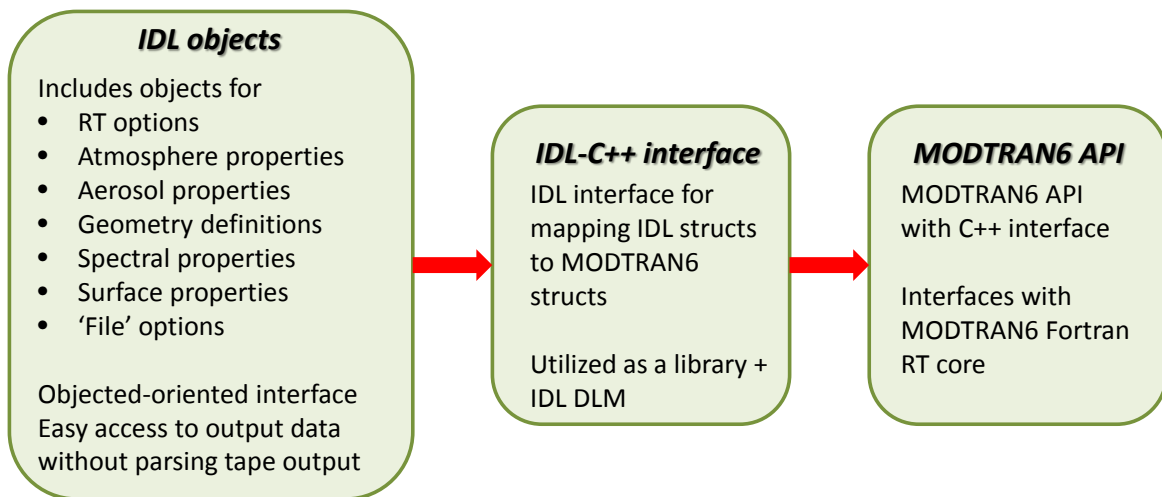 IDL objects
Includes objects for
• RT options
• Atmosphere properties
• Aerosol properties
• Geometry definitions
• Spectral properties
• Surface properties
• ‘File’ options
Objected-oriented interface
Easy access to output data
without parsing tape output
IDL-C++ interface
IDL interface for
mapping IDL structs
to MODTRAN6
structs
Utilized as a library +
IDL DLM
MODTRAN6 API
MODTRAN6 API
with C++ interface
Interfaces with
MODTRAN6 Fortran
RT core